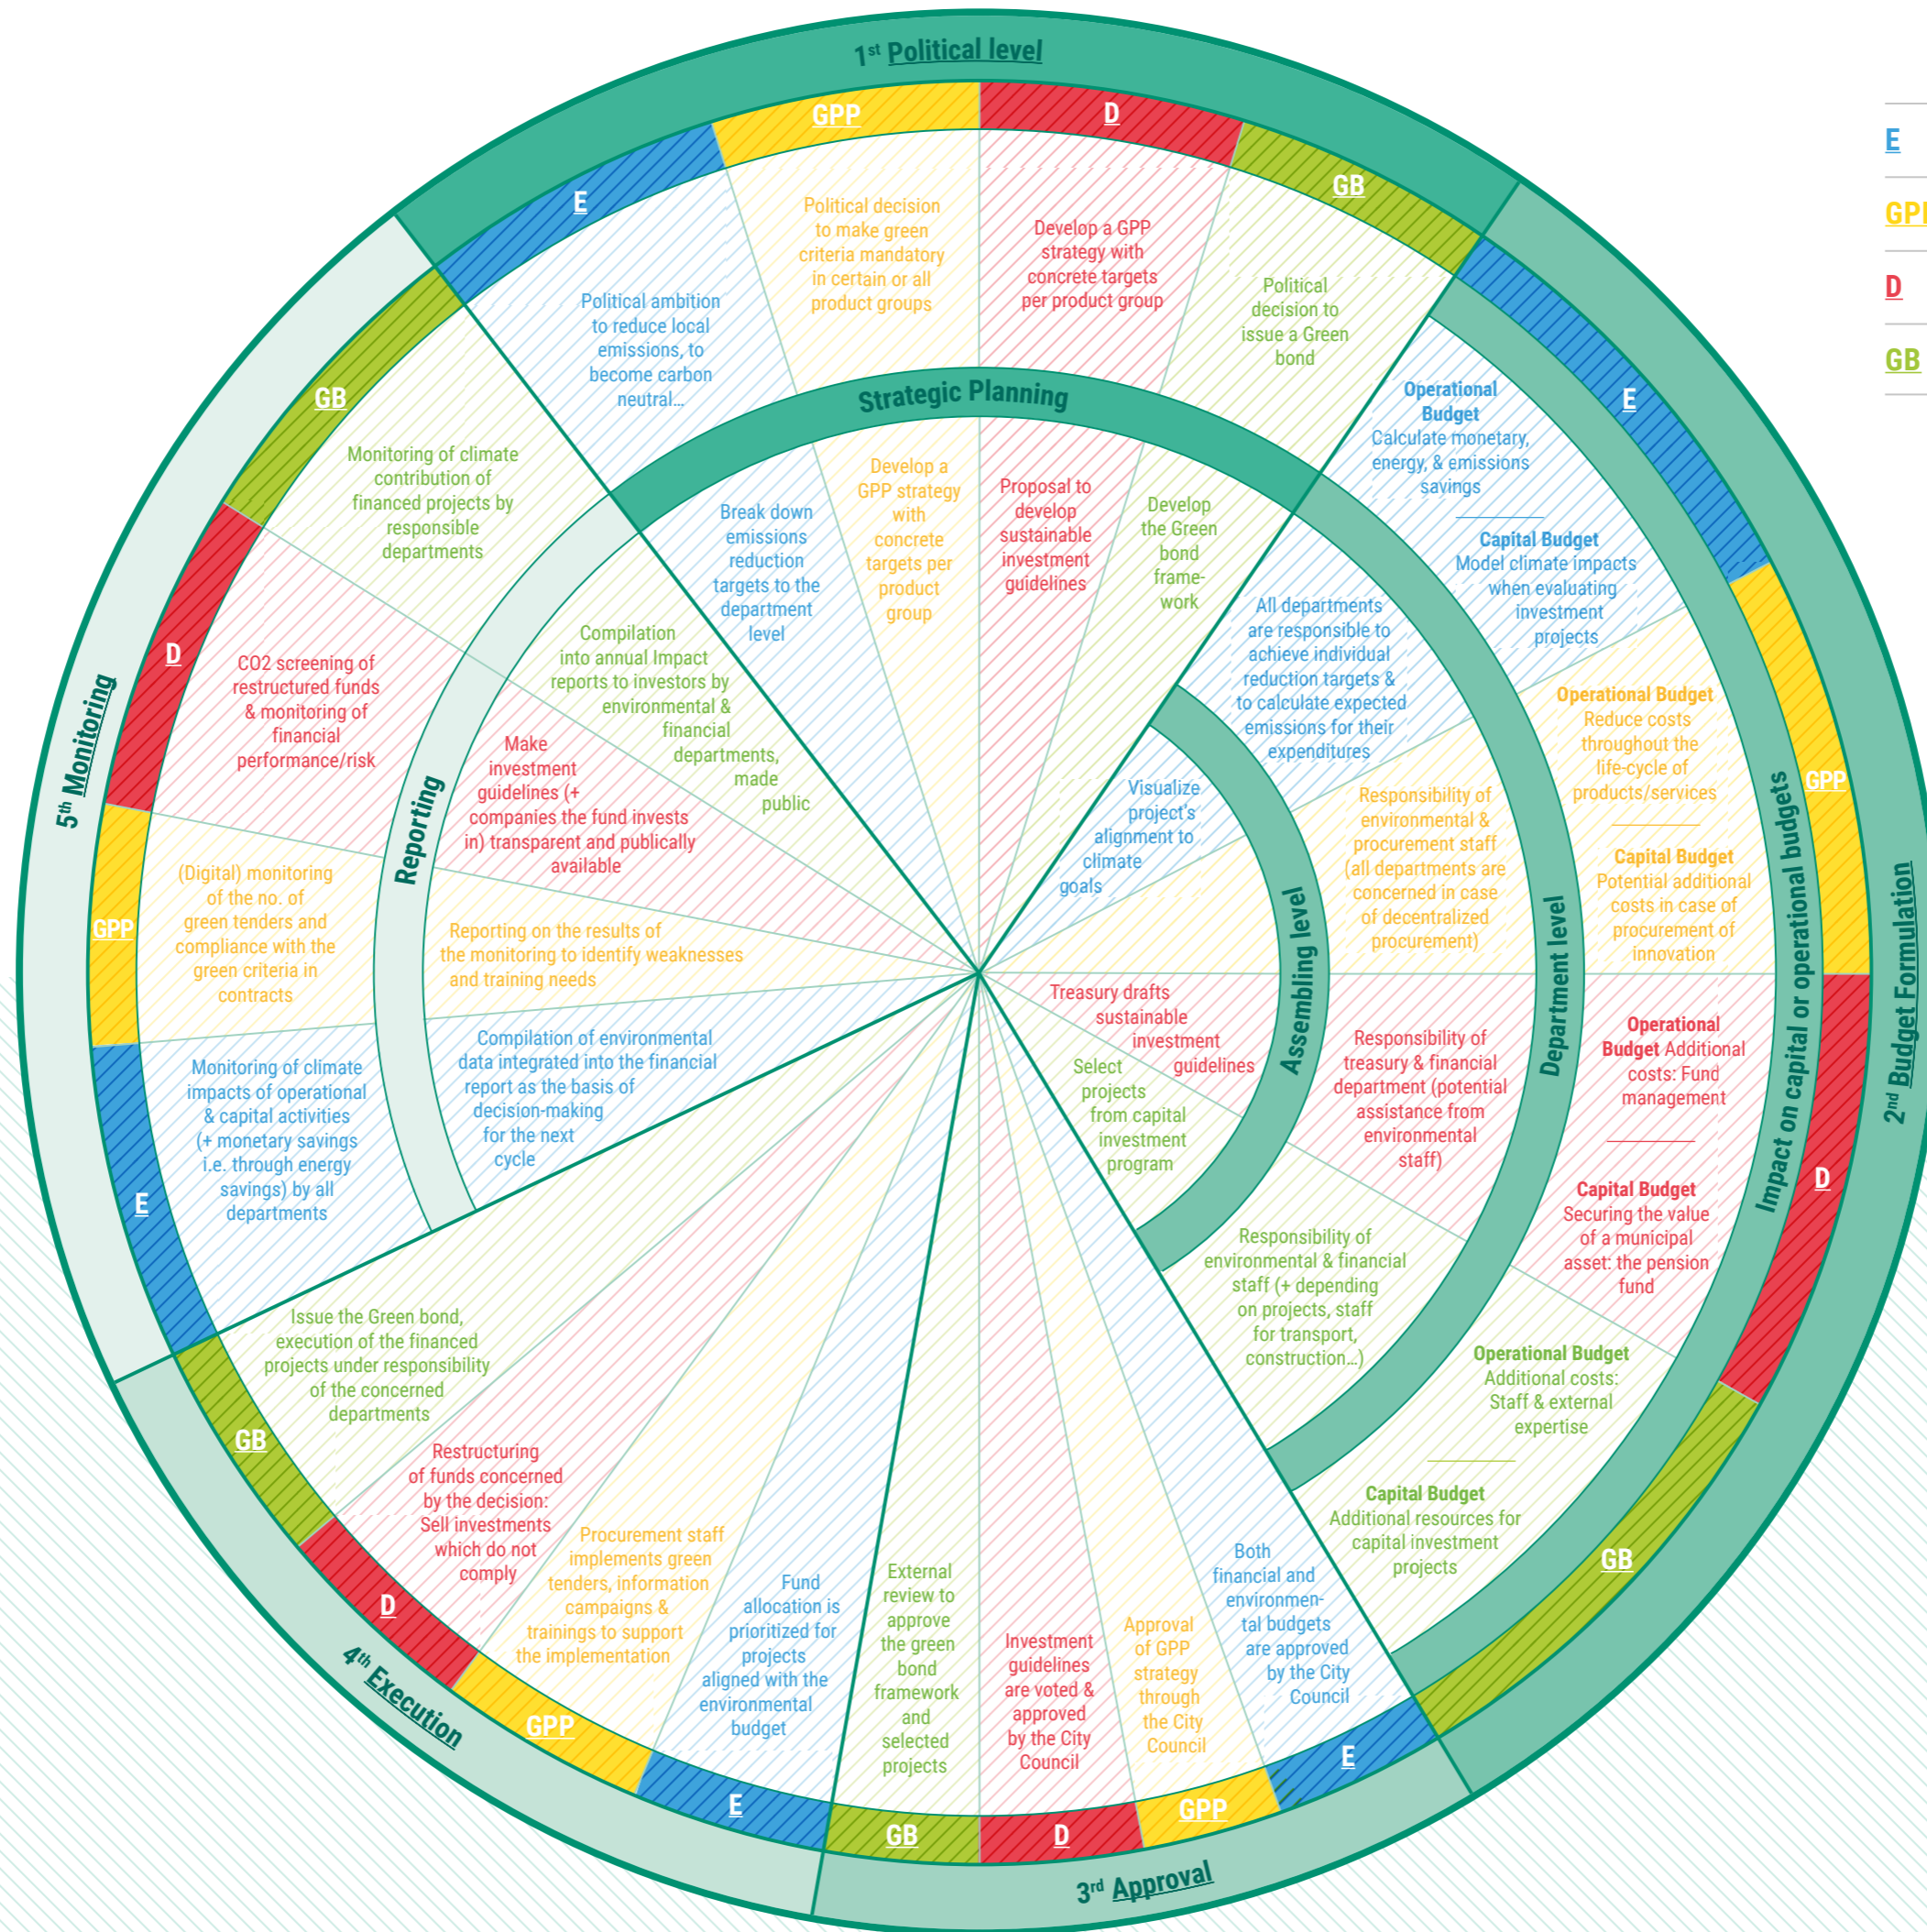 1st Political level
GPP
D
E
GB
E
GPP
D
GB
Political ambition
to reduce local
emissions, to
become carbon
neutral...
Political decision
to make green
criteria mandatory
in certain or all
product groups
Develop a GPP
strategy with
concrete targets
per product group
Political
decision to
issue a Green
bond
Strategic Planning
Break down
emissions
reduction
targets to the
department
level
Develop a
GPP strategy
with
concrete
targets per
product
group
Proposal to
develop
sustainable
investment
guidelines
Develop
the Green
bond
frame-
work
2nd Budget Formulation
E
GPP
D
GB
Impact on capital or operational budgets
Operational
Budget
Calculate monetary,
energy, & emissions
savings
Capital Budget
Model climate impacts
when evaluating
investment
projects
Operational Budget
Reduce costs
throughout the
life-cycle of
products/services
Capital Budget
Potential additional
costs in case of
procurement of
innovation
Operational
Budget Additional
costs: Fund
management
Capital Budget
Securing the value
of a municipal
asset: the pension
fund
Operational Budget
Additional costs:
Staff & external
expertise
Capital Budget
Additional resources for
capital investment
projects
Department level
All departments
are responsible to
achieve individual
reduction targets &
to calculate expected
emissions for their
expenditures
Responsibility of
environmental &
procurement staff
(all departments are
concerned in case
of decentralized
procurement)
Responsibility of
treasury & financial
department (potential
assistance from
environmental
staff)
Responsibility of
environmental & financial
staff (+ depending
on projects, staff
for transport,
construction...)
Assembling level
Visualize
project's
alignment to
climate
goals
Treasury drafts
sustainable
investment
guidelines
Select
projects
from capital
investment
program
3rd Approval
E
GPP
D
GB
Both
financial and
environmen-
tal budgets
are approved
by the City
Council
Approval
of GPP
strategy
through
the City
Council
Investment
guidelines
are voted &
approved
by the City
Council
External
review to
approve
the green
bond
framework
and
selected
projects
4th Execution
E
GPP
D
GB
Fund
allocation is
prioritized for
projects
aligned with the
environmental
budget
Procurement staff
implements green
tenders, information
campaigns &
trainings to support
the implementation
Restructuring
of funds concerned
by the decision:
Sell investments
which do not
comply
Issue the Green bond,
execution of the financed
projects under responsibility
of the concerned
departments
5th Monitoring
E
GPP
D
GB
Monitoring of climate
impacts of operational
& capital activities
(+ monetary savings
i.e. through energy
savings) by all
departments
(Digital) monitoring
of the no. of
green tenders and
compliance with the
green criteria in
contracts
CO2 screening of
restructured funds
& monitoring of
financial
performance/risk
Monitoring of climate
contribution of
financed projects by
responsible
departments
Reporting
Compilation of environmental
data integrated into the financial
report as the basis of
decision-making
for the next
cycle
Reporting on the results of
the monitoring to identify weaknesses
and training needs
Make
investment
guidelines (+
companies the fund invests
in) transparent and publically
available
Compilation
into annual Impact
reports to investors by
environmental &
financial
departments,
made
public